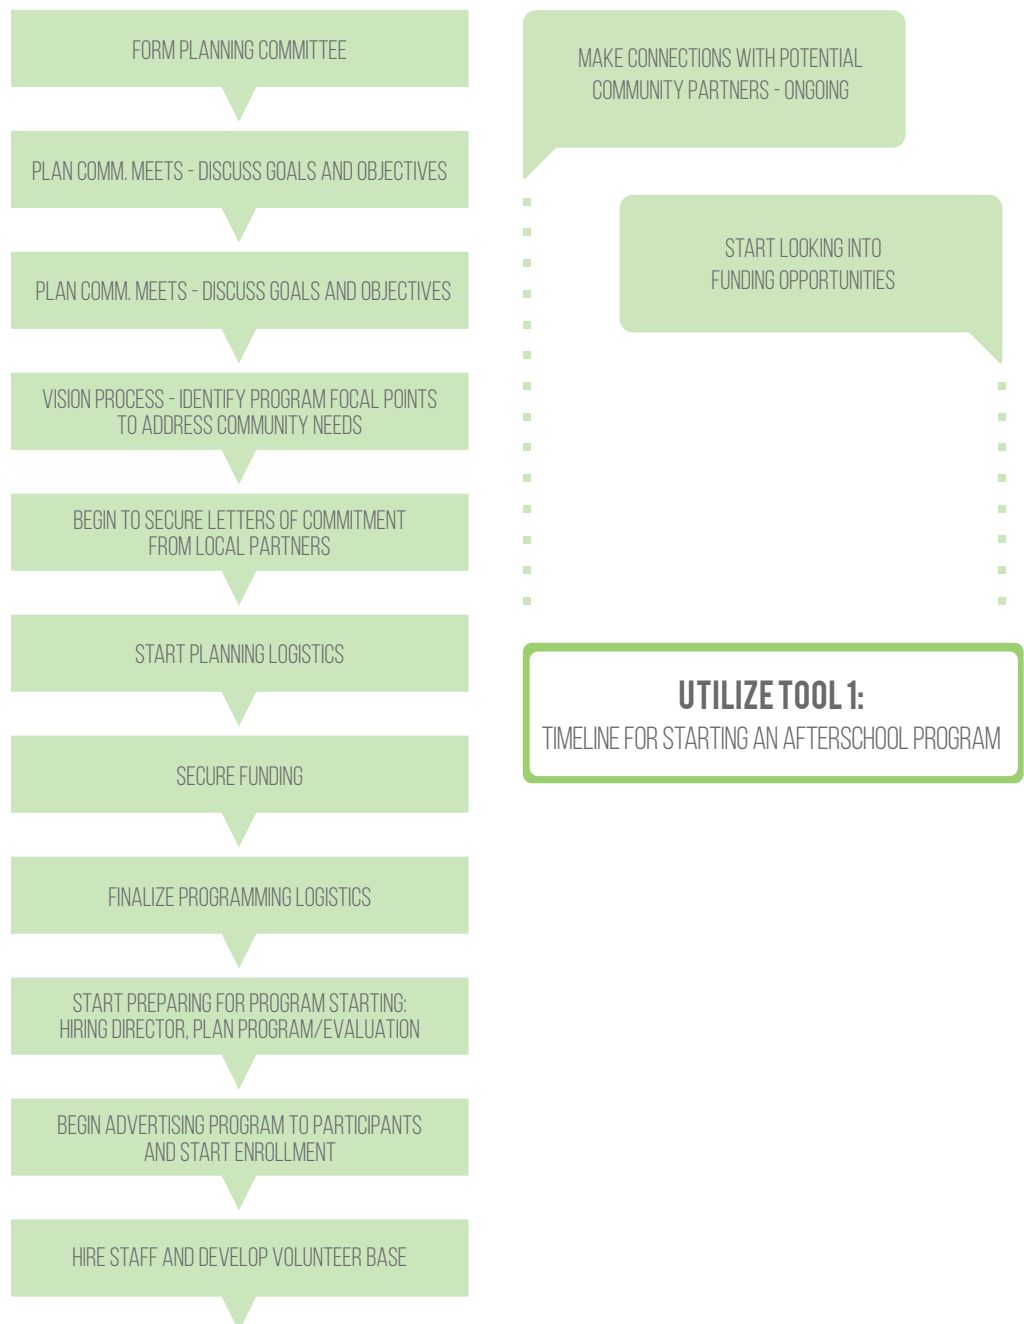 FORM PLANNING COMMITTEE
PLAN COMM. MEETS - DISCUSS GOALS AND OBJECTIVES
PLAN COMM. MEETS - DISCUSS GOALS AND OBJECTIVES
VISION PROCESS - IDENTIFY PROGRAM FOCAL POINTS
TO ADDRESS COMMUNITY NEEDS
BEGIN TO SECURE LETTERS OF COMMITMENT
FROM LOCAL PARTNERS
START PLANNING LOGISTICS
SECURE FUNDING
FINALIZE PROGRAMMING LOGISTICS
START PREPARING FOR PROGRAM STARTING:
HIRING DIRECTOR, PLAN PROGRAM/EVALUATION
BEGIN ADVERTISING PROGRAM TO PARTICIPANTS
AND START ENROLLMENT
HIRE STAFF AND DEVELOP VOLUNTEER BASE
MAKE CONNECTIONS WITH POTENTIAL
COMMUNITY PARTNERS - ONGOING
START LOOKING INTO
FUNDING OPPORTUNITIES
UTILIZE TOOL 1:
TIMELINE FOR STARTING AN AFTERSCHOOL PROGRAM